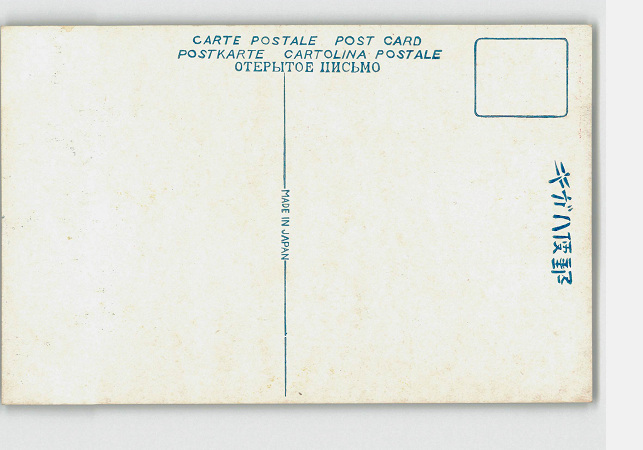 CARTE POSTALE POST CARD
POSTKARTE CARTOLINA POSTALE
ОТЕРЫТОЕ ПИСЬМО
MADE IN JAPAN
郵便ハガキ